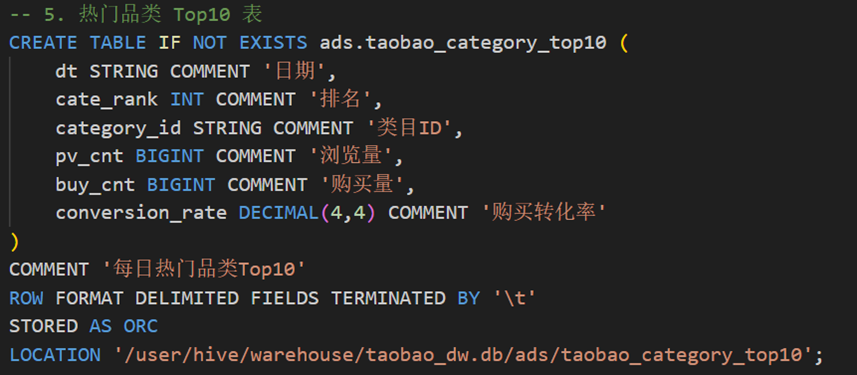 -- 5. 热门品类 Top10 表
CREATE TABLE IF NOT EXISTS ads.taobao_category_top10 (
    dt STRING COMMENT '日期',
    cate_rank INT COMMENT '排名',
    category_id STRING COMMENT '类目ID',
    pv_cnt BIGINT COMMENT '浏览量',
    buy_cnt BIGINT COMMENT '购买量',
    conversion_rate DECIMAL(4,4) COMMENT '购买转化率'
)
COMMENT '每日热门品类Top10'
ROW FORMAT DELIMITED FIELDS TERMINATED BY '\t'
STORED AS ORC
LOCATION '/user/hive/warehouse/taobao_dw.db/ads/taobao_category_top10';